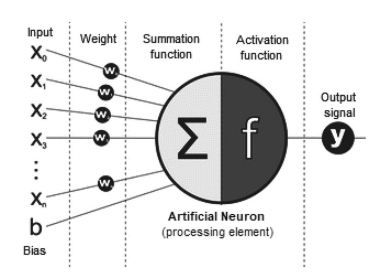 Input
Weight
Summation
function
Activation
function
X₀
X₁
X₂
X₃
⋮
Xₙ
b
Bias
W
W
W
W
W
Σ
f
Output
signal
y
Artificial Neuron
(processing element)